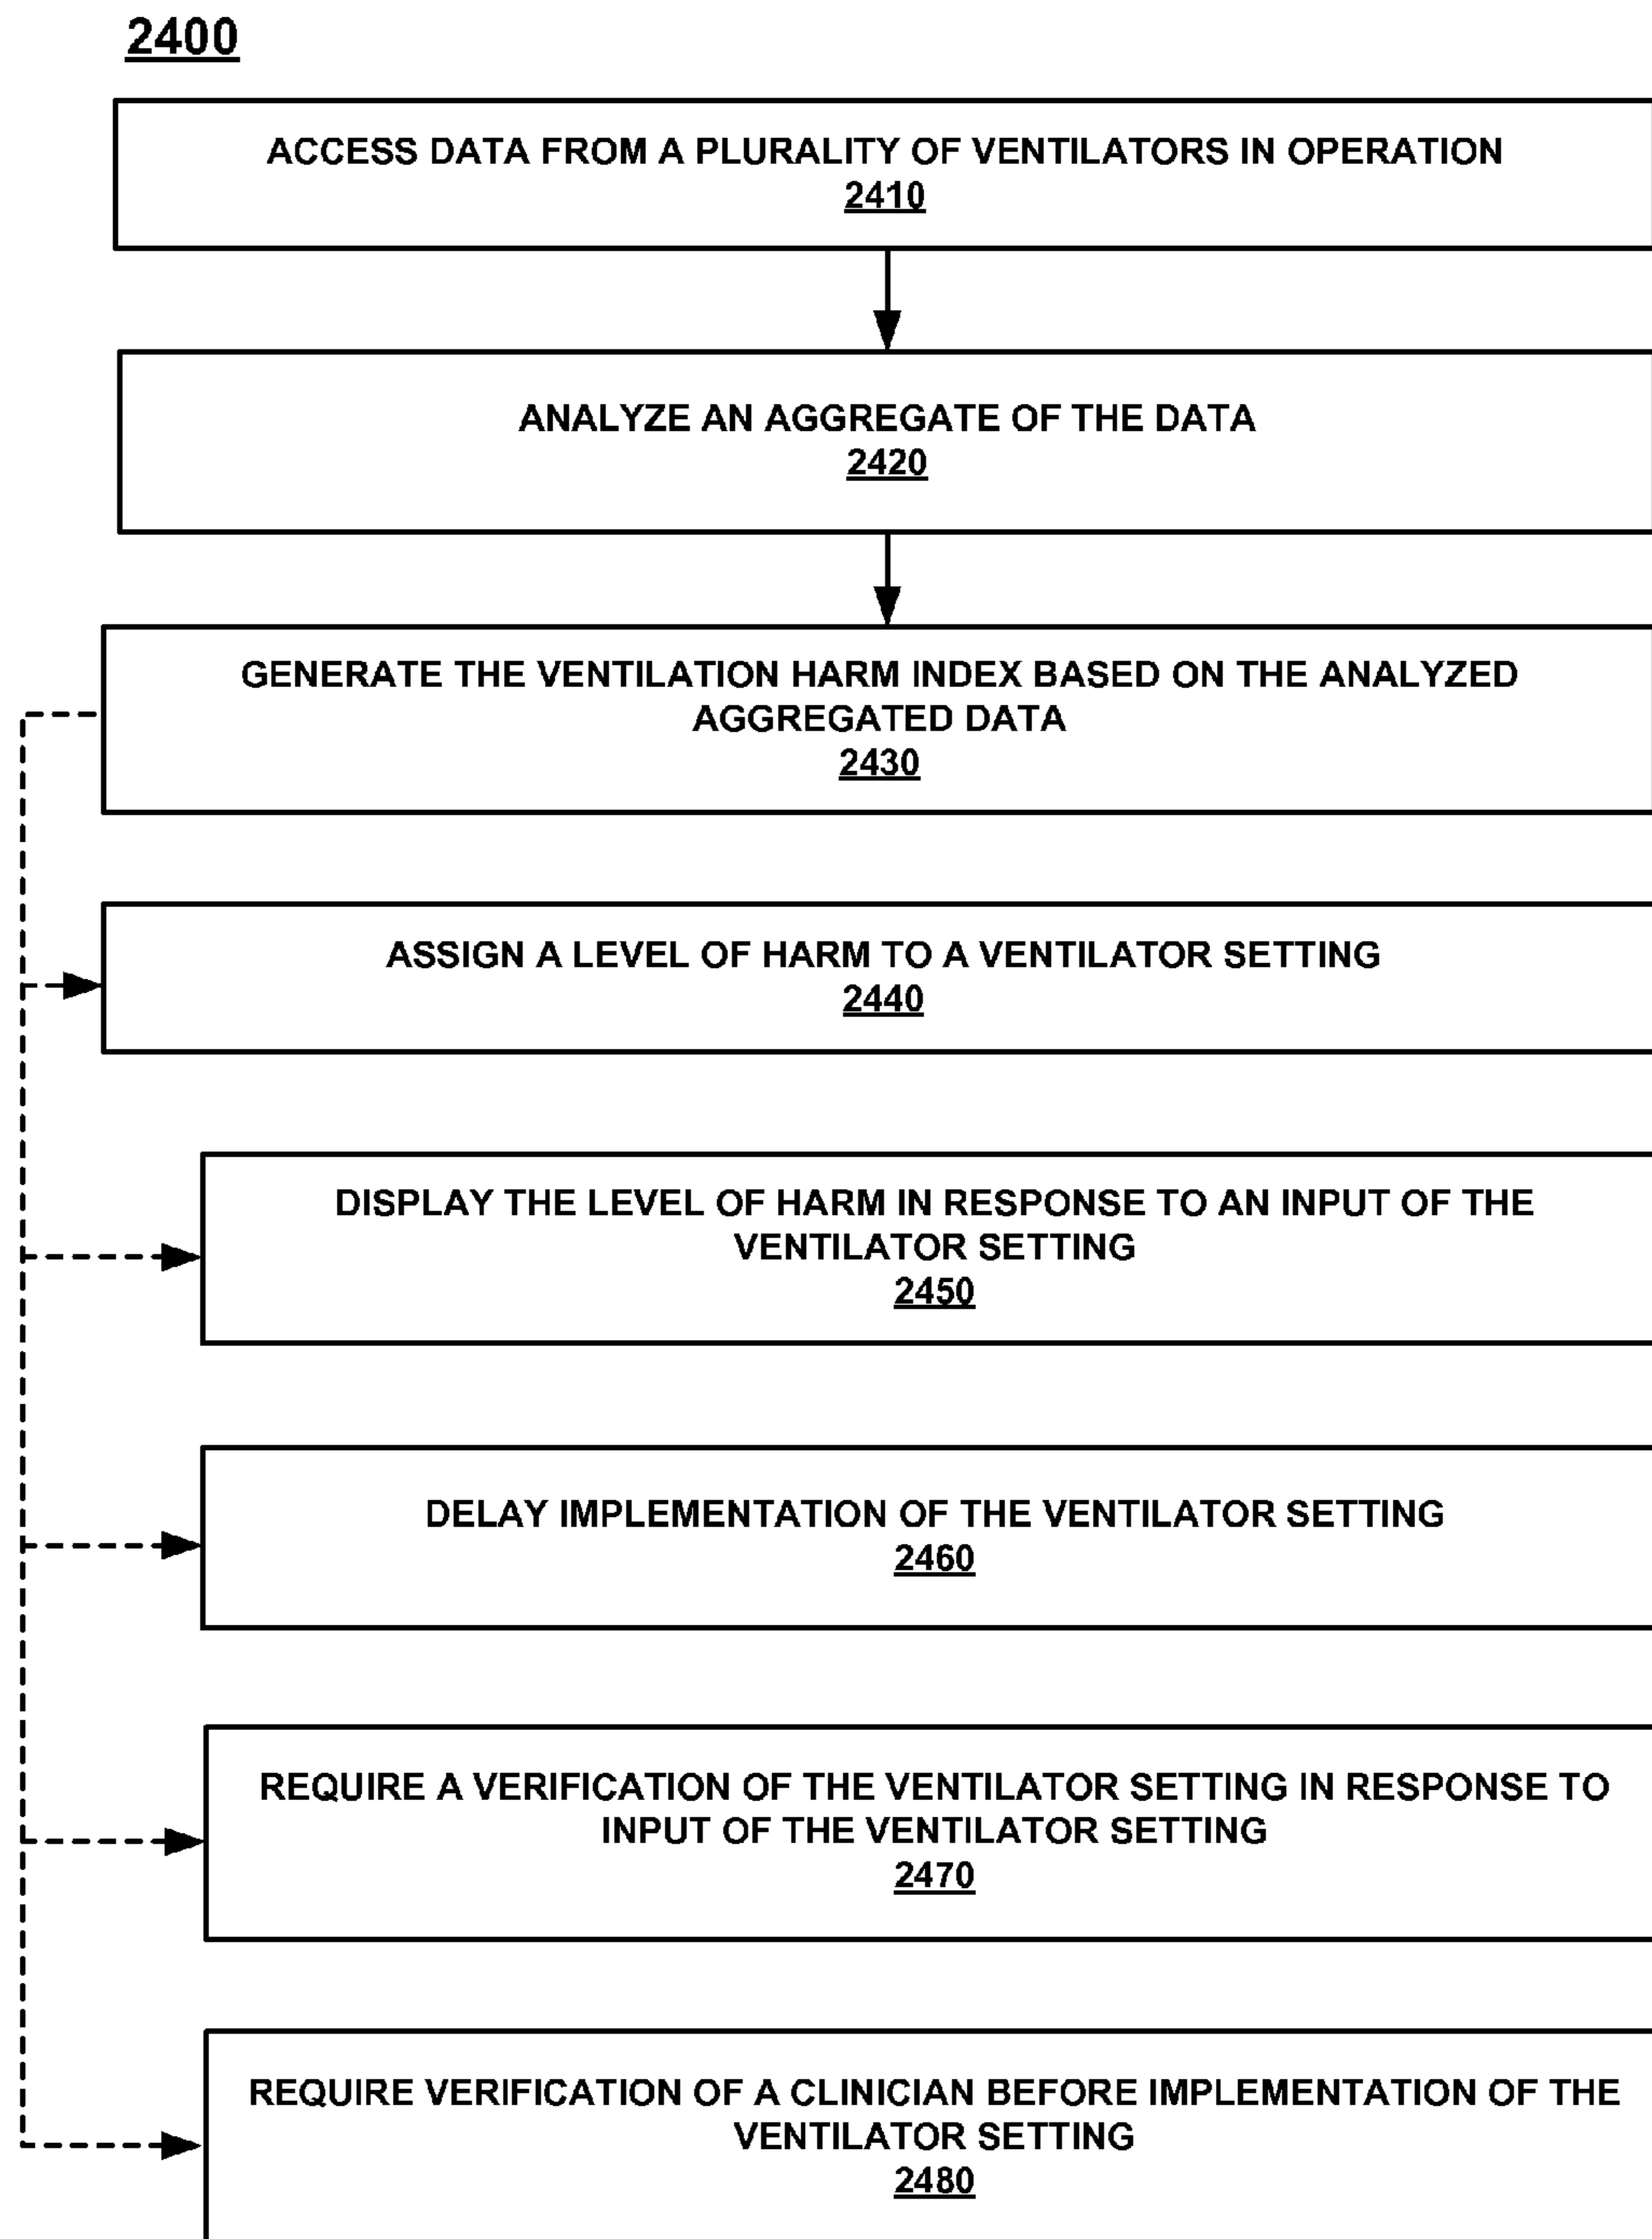 2400
ACCESS DATA FROM A PLURALITY OF VENTILATORS IN OPERATION
2410
ANALYZE AN AGGREGATE OF THE DATA
2420
GENERATE THE VENTILATION HARM INDEX BASED ON THE ANALYZED
AGGREGATED DATA
2430
ASSIGN A LEVEL OF HARM TO A VENTILATOR SETTING
2440
DISPLAY THE LEVEL OF HARM IN RESPONSE TO AN INPUT OF THE
VENTILATOR SETTING
2450
DELAY IMPLEMENTATION OF THE VENTILATOR SETTING
2460
REQUIRE A VERIFICATION OF THE VENTILATOR SETTING IN RESPONSE TO
INPUT OF THE VENTILATOR SETTING
2470
REQUIRE VERIFICATION OF A CLINICIAN BEFORE IMPLEMENTATION OF THE
VENTILATOR SETTING
2480